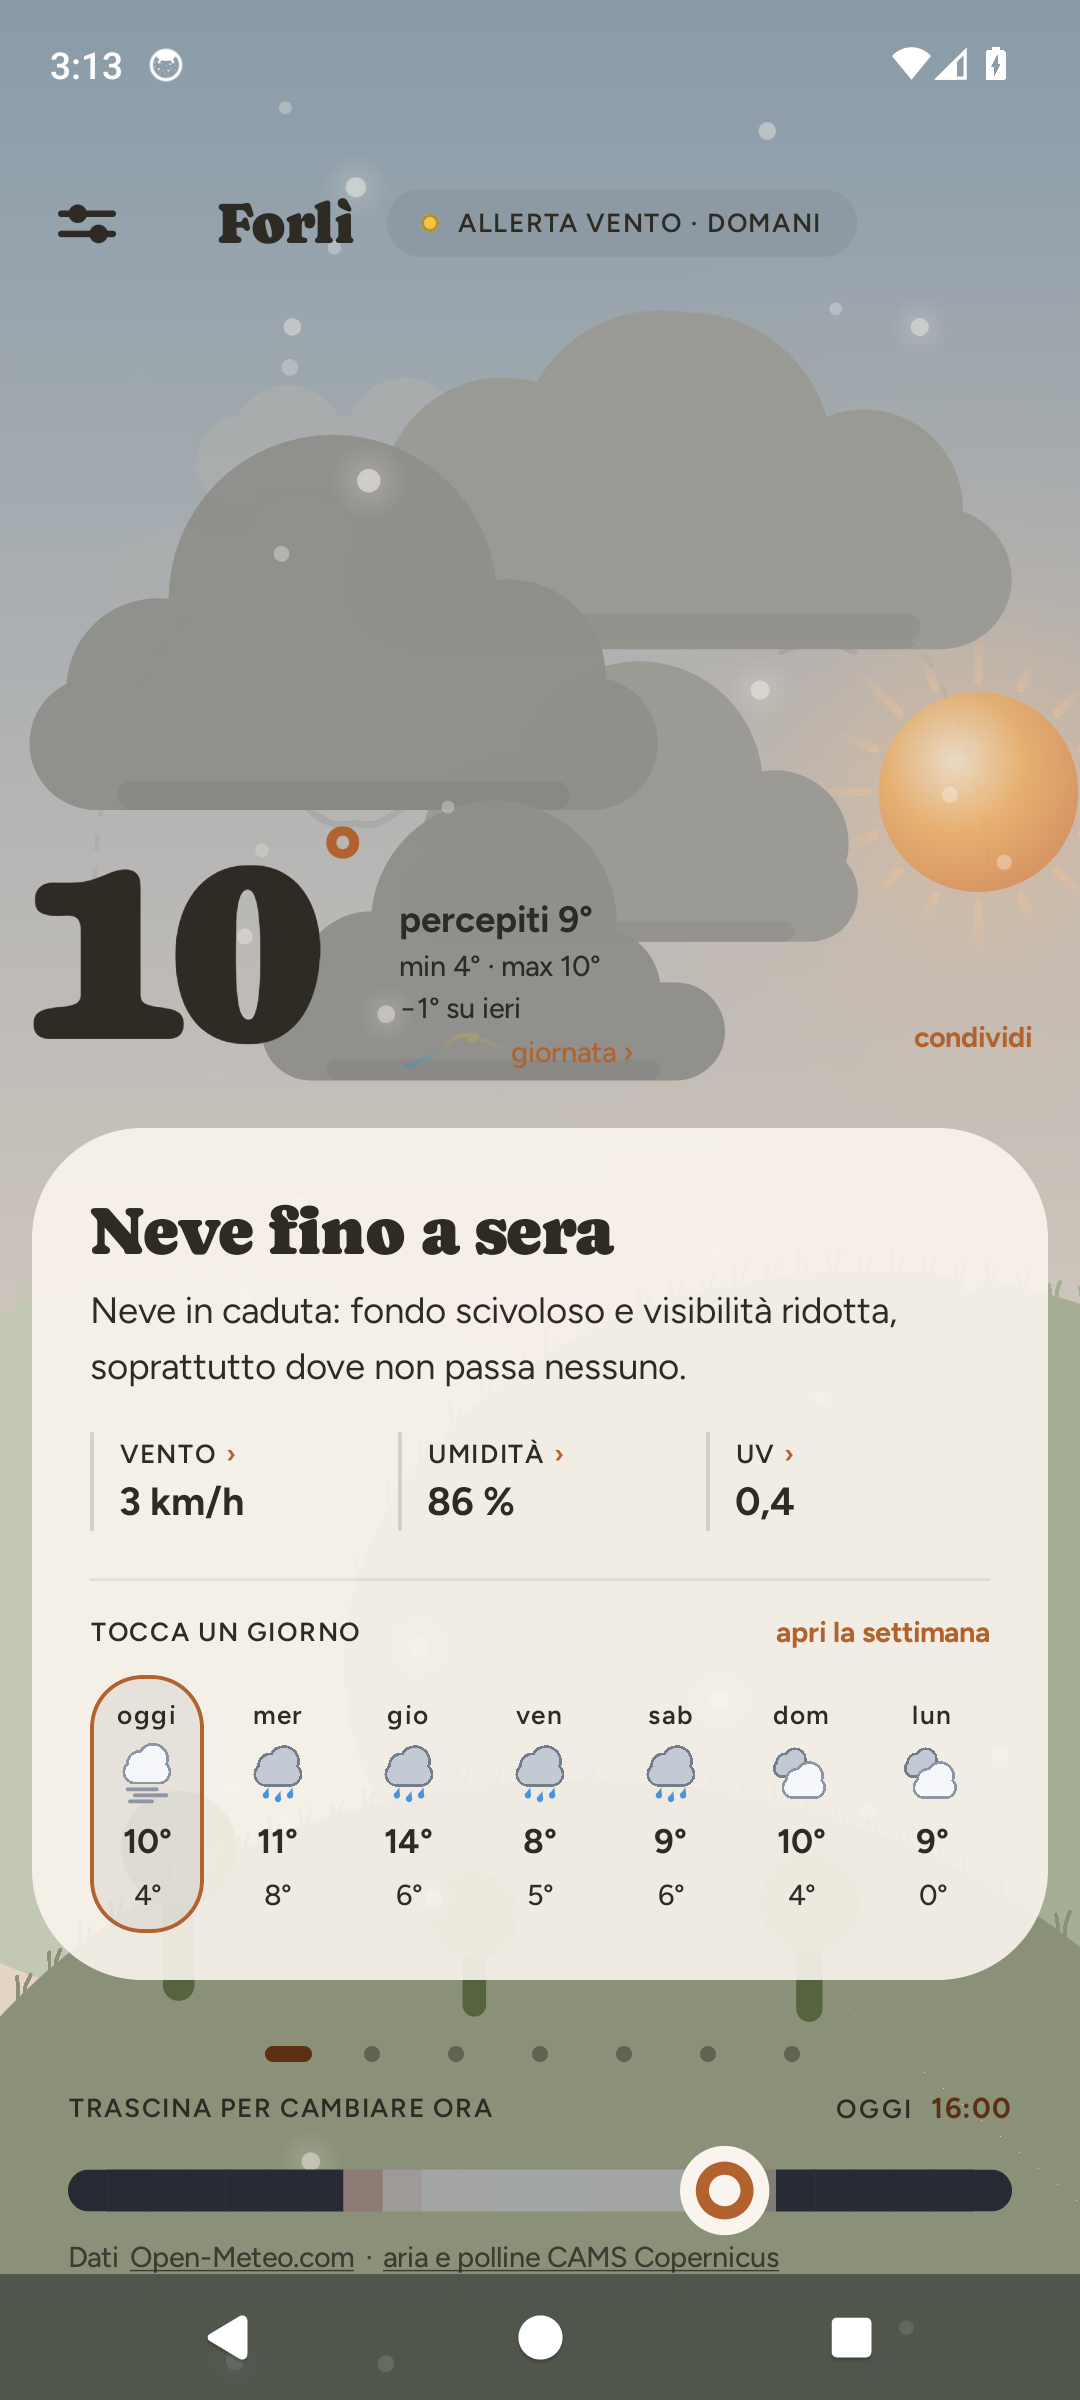 3:13
Forlì
ALLERTA VENTO · DOMANI
10
percepiti 9°
min 4° · max 10°
−1° su ieri
giornata ›
condividi
Neve fino a sera
Neve in caduta: fondo scivoloso e visibilità ridotta,
soprattutto dove non passa nessuno.
VENTO › UMIDITÀ › UV ›
3 km/h 86 % 0,4
TOCCA UN GIORNO apri la settimana
oggi mer gio ven sab dom lun
10° 11° 14° 8° 9° 10° 9°
4° 8° 6° 5° 6° 4° 0°
TRASCINA PER CAMBIARE ORA OGGI 16:00
Dati Open-Meteo.com · aria e polline CAMS Copernicus